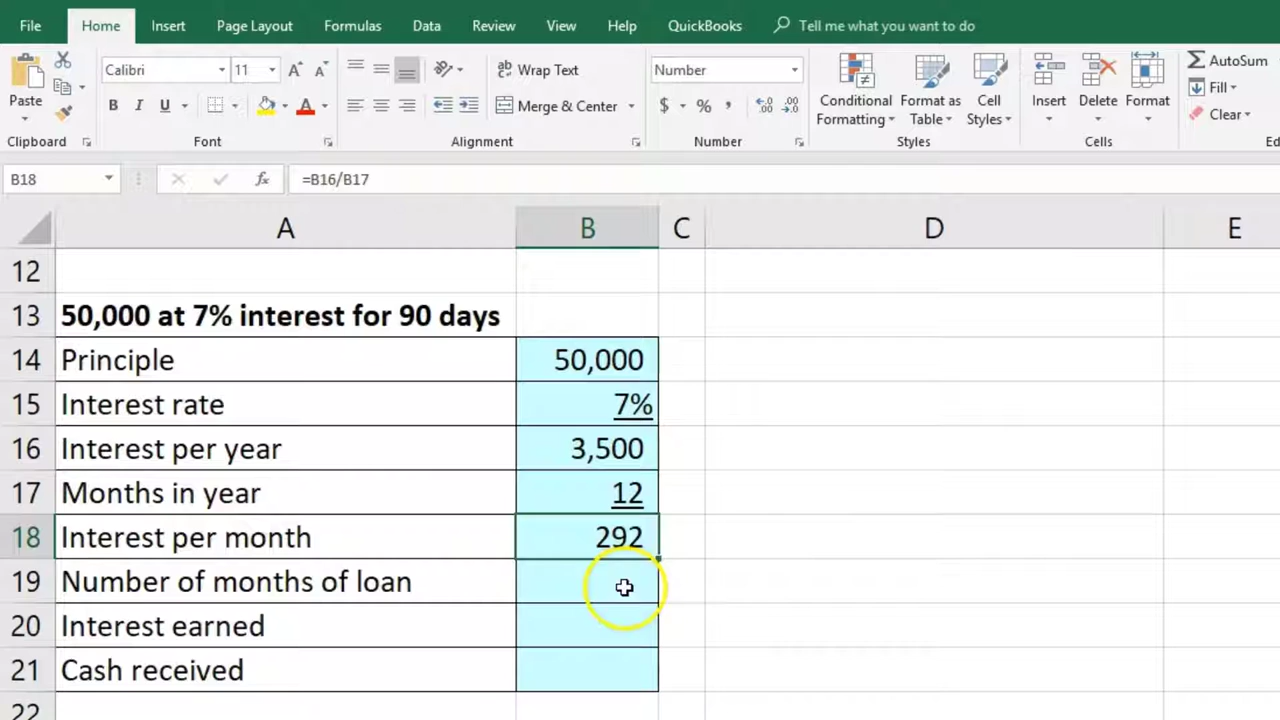 File Home Insert Page Layout Formulas Data Review View Help QuickBooks Tell me what you want to do
Calibri 11 Wrap Text Number AutoSum
Paste Merge & Center Conditional Formatting Format as Table Cell Styles Insert Delete Format Fill
Clear
Clipboard Font Alignment Number Styles Cells Ed
B18 fx =B16/B17
A B C D E
12
13 50,000 at 7% interest for 90 days
14 Principle 50,000
15 Interest rate 7%
16 Interest per year 3,500
17 Months in year 12
18 Interest per month 292
19 Number of months of loan
20 Interest earned
21 Cash received
22